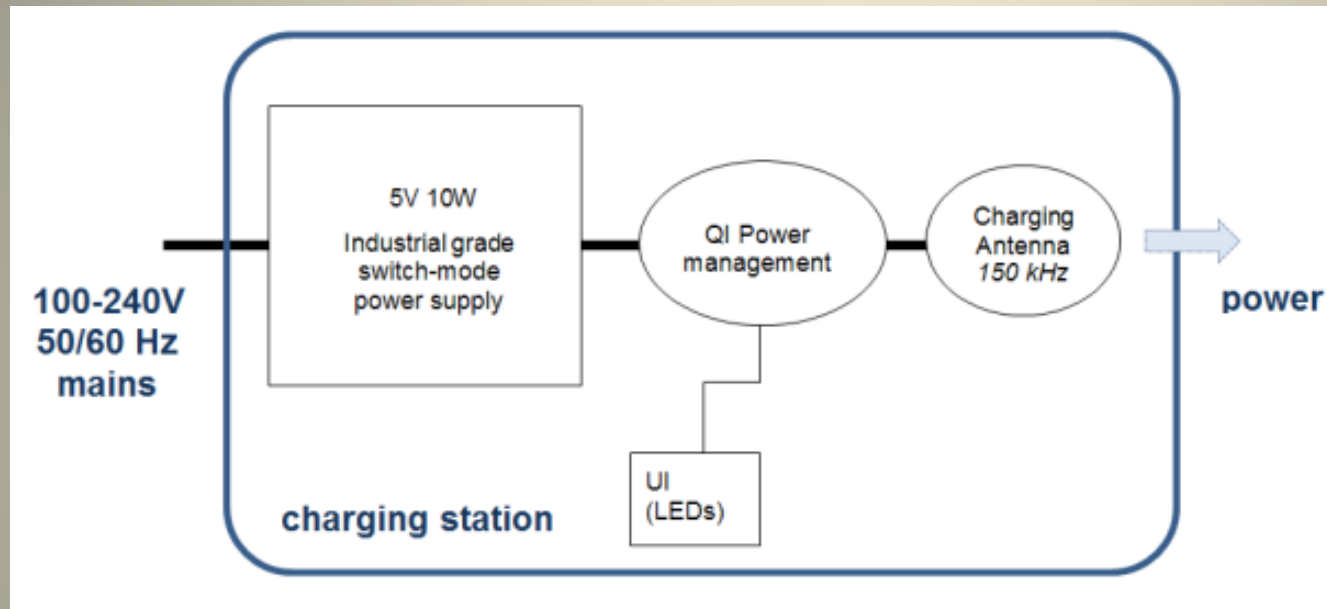 100-240V
50/60 Hz
mains
5V 10W
Industrial grade
switch-mode
power supply
QI Power
management
Charging
Antenna
150 kHz
power
UI
(LEDs)
charging station